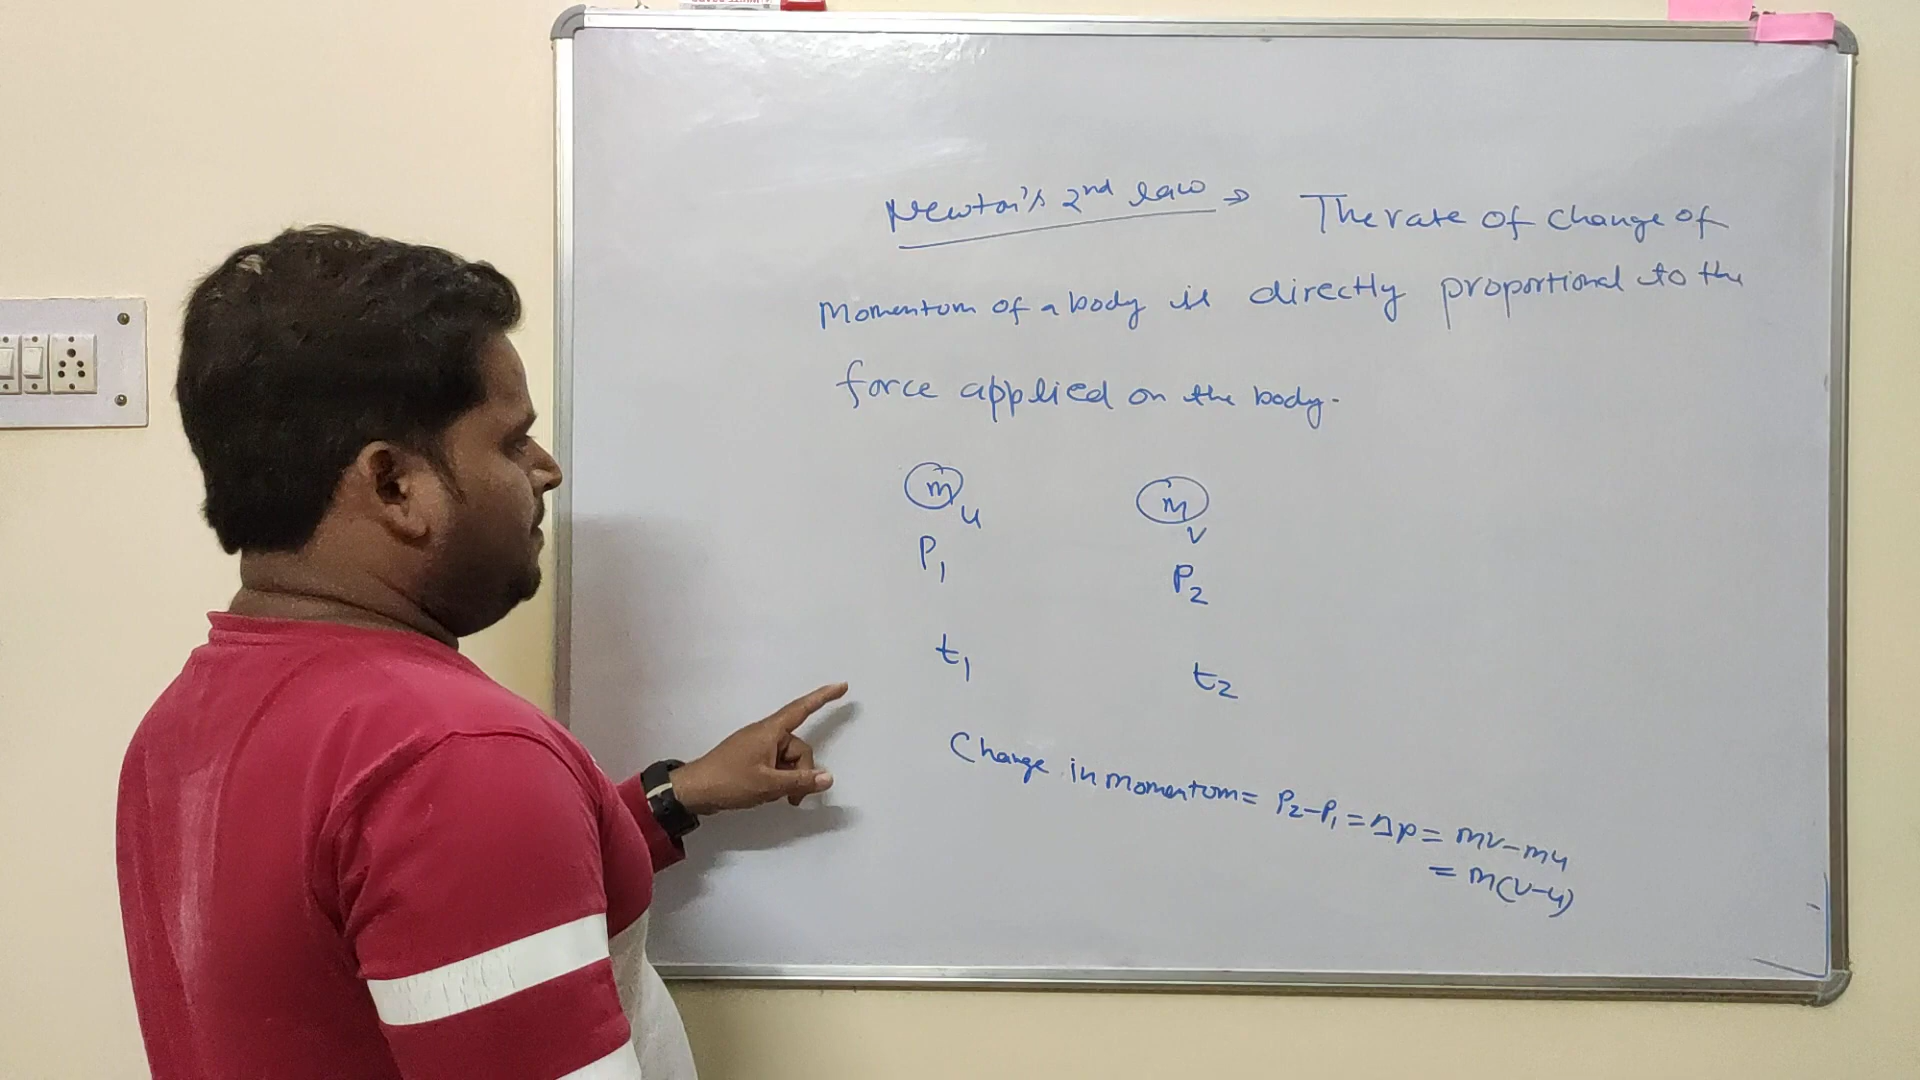 Newton's 2nd law → The rate of change of
momentum of a body is directly proportional to the
force applied on the body.
m m
u v
P1 P2
t1 t2
Change in momentum = P2-P1 = Δp = mv-mu
= m(v-u)